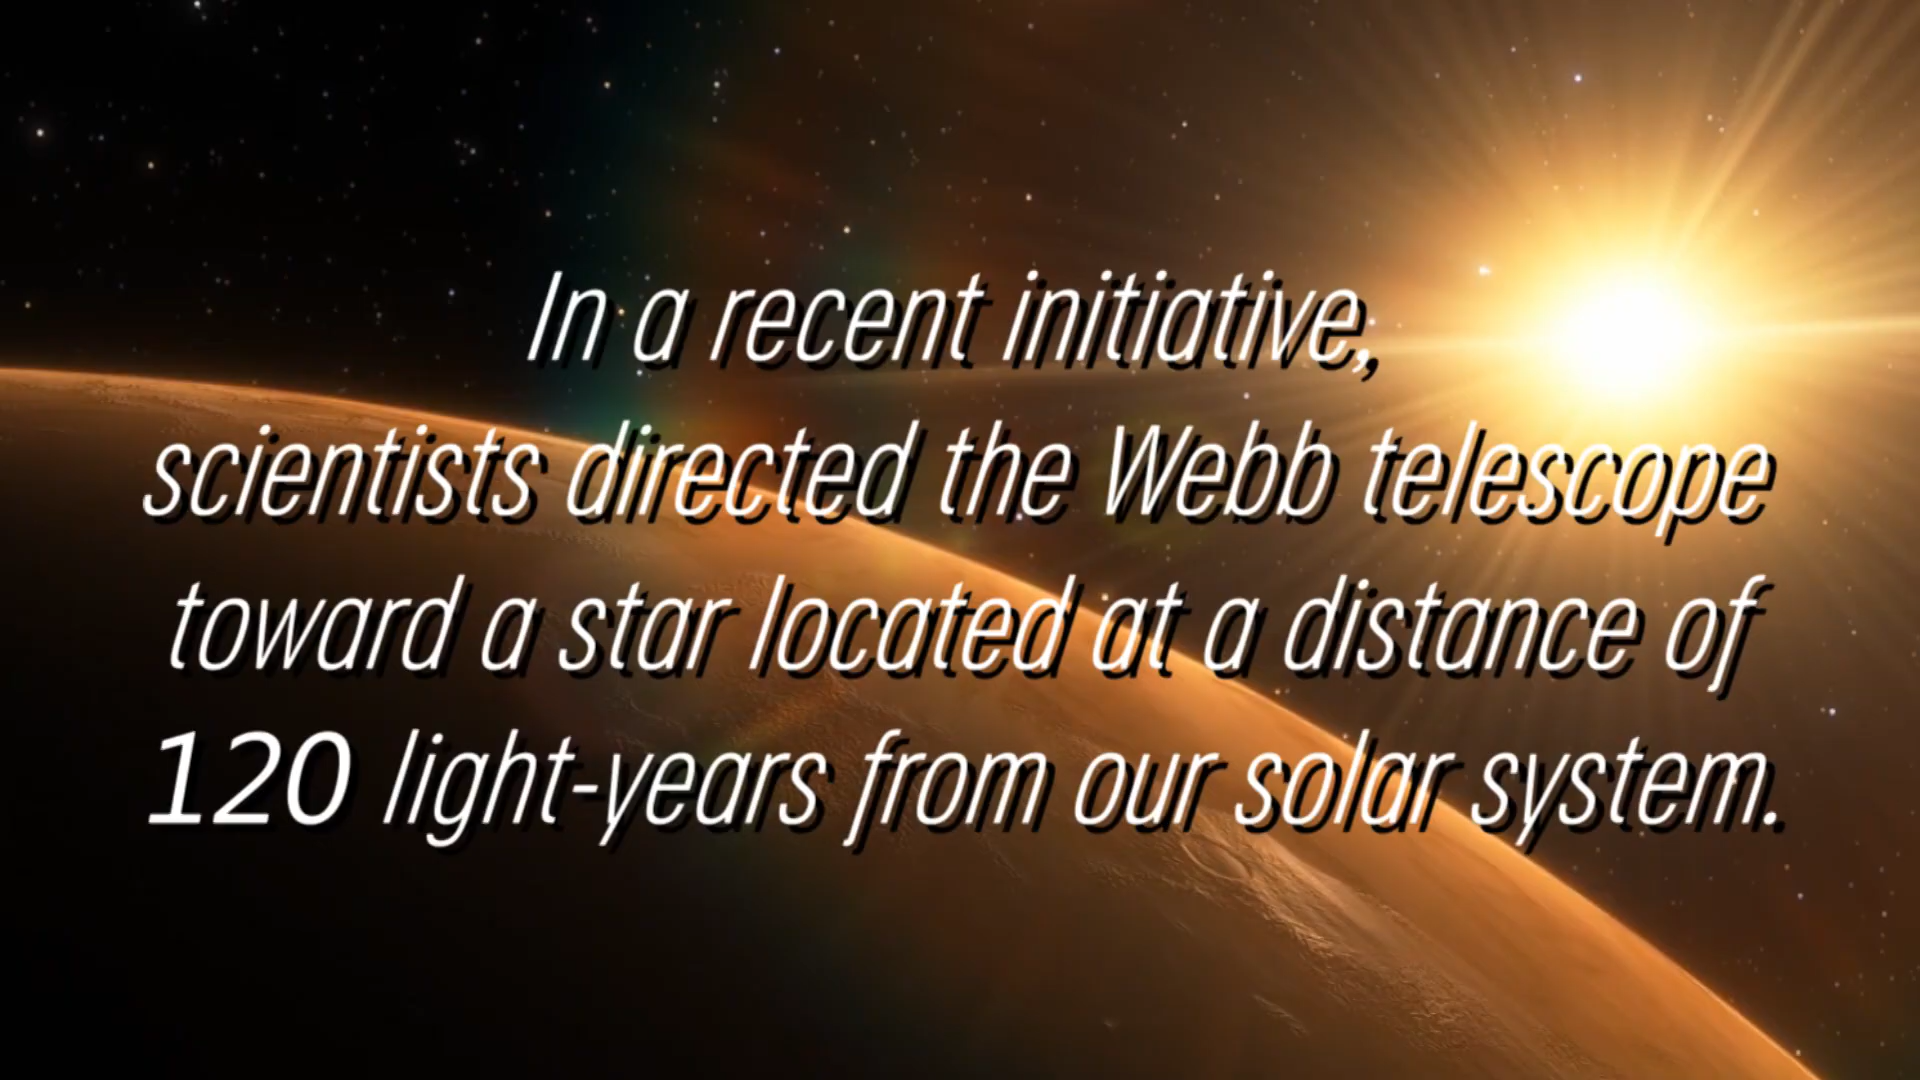 In a recent initiative,
scientists directed the Webb telescope
toward a star located at a distance of
120 light-years from our solar system.